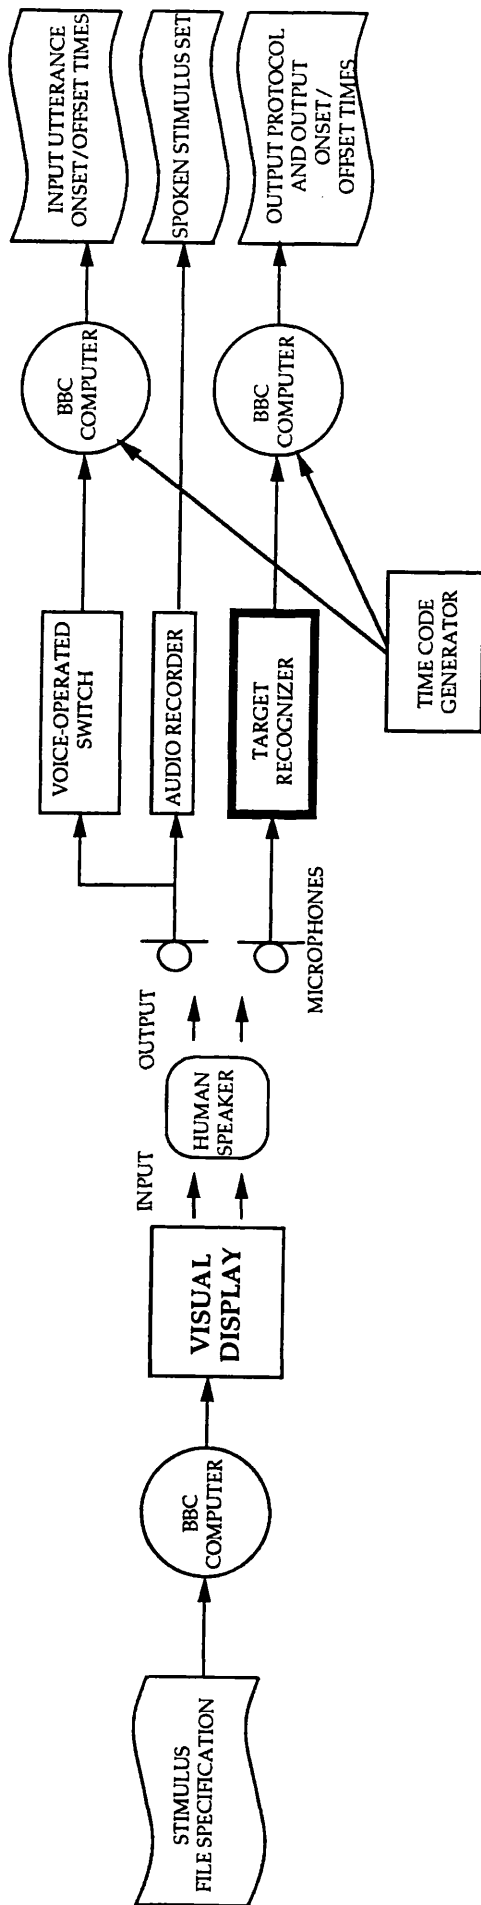 STIMULUS
FILE SPECIFICATION
BBC
COMPUTER
VISUAL
DISPLAY
INPUT
HUMAN
SPEAKER
OUTPUT
MICROPHONES
VOICE-OPERATED
SWITCH
AUDIO RECORDER
TARGET
RECOGNIZER
TIME CODE
GENERATOR
BBC
COMPUTER
BBC
COMPUTER
INPUT UTTERANCE
ONSET/OFFSET TIMES
SPOKEN STIMULUS SET
OUTPUT PROTOCOL
AND OUTPUT
ONSET/
OFFSET TIMES